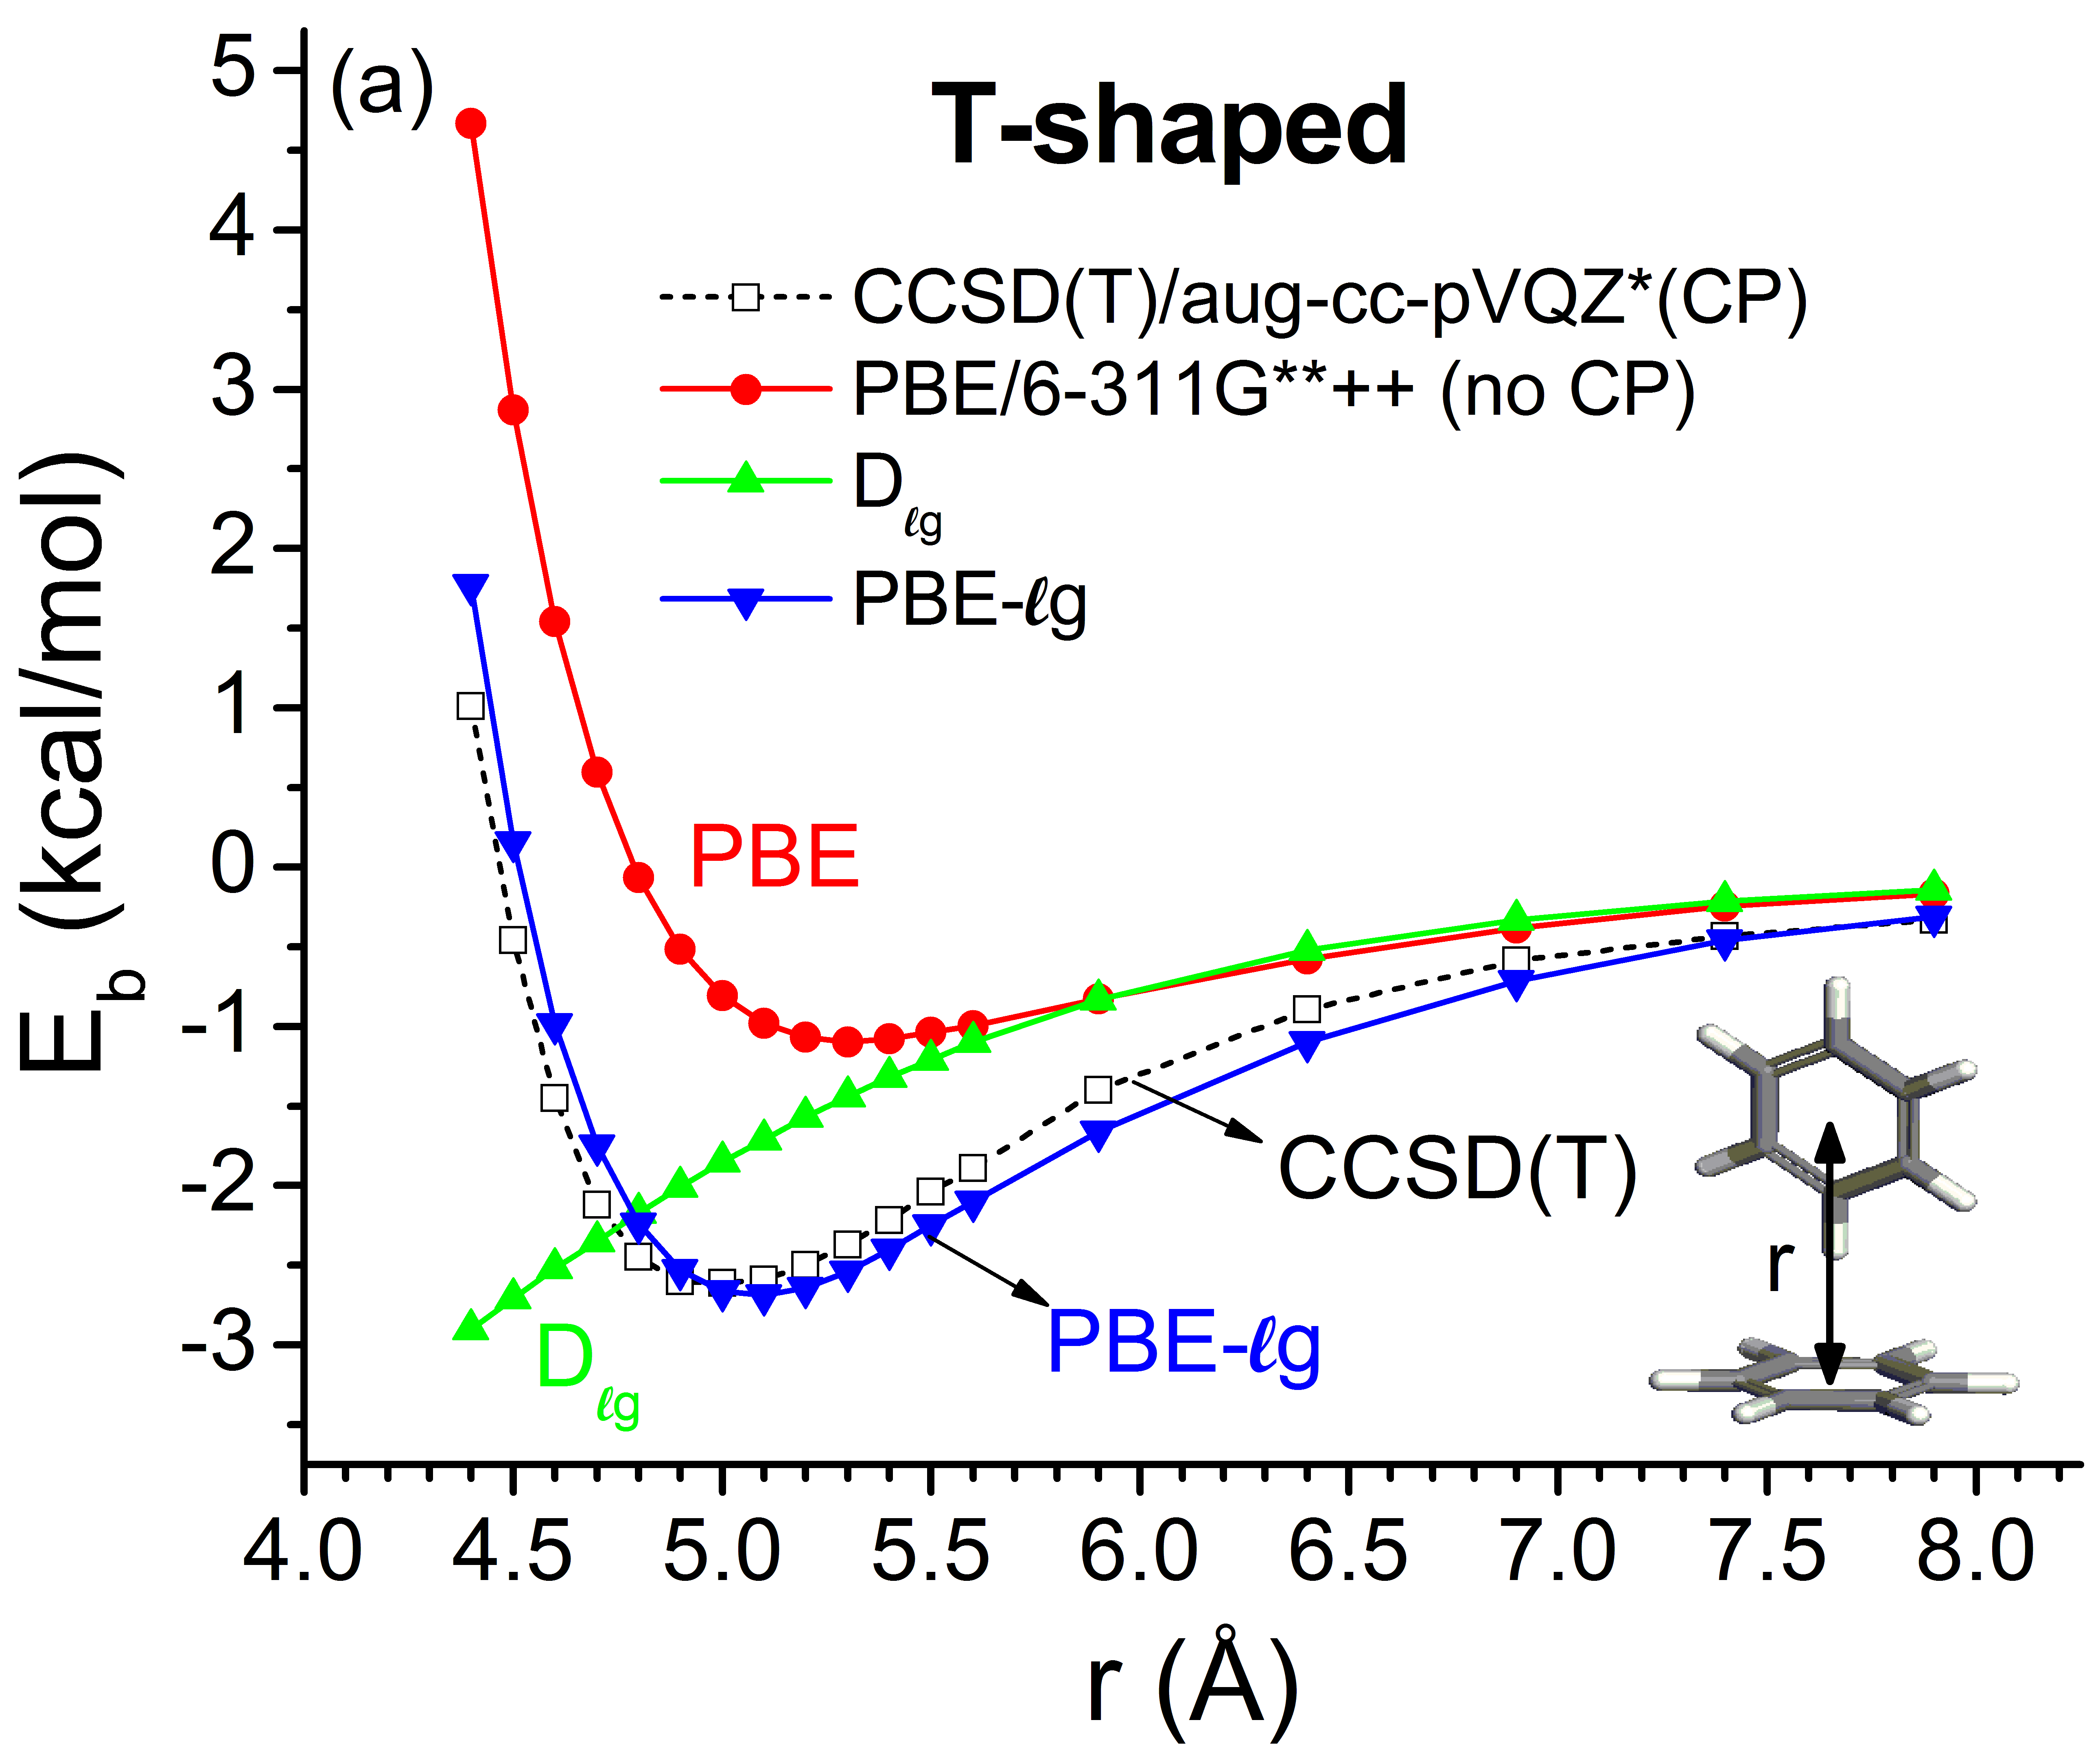 (a)
T-shaped
CCSD(T)/aug-cc-pVQZ*(CP)
PBE/6-311G**++ (no CP)
Dℓg
PBE-ℓg
5
4
3
2
1
0
-1
-2
-3
E_b (kcal/mol)
PBE
CCSD(T)
PBE-ℓg
Dℓg
r
4.0 4.5 5.0 5.5 6.0 6.5 7.0 7.5 8.0
r (Å)